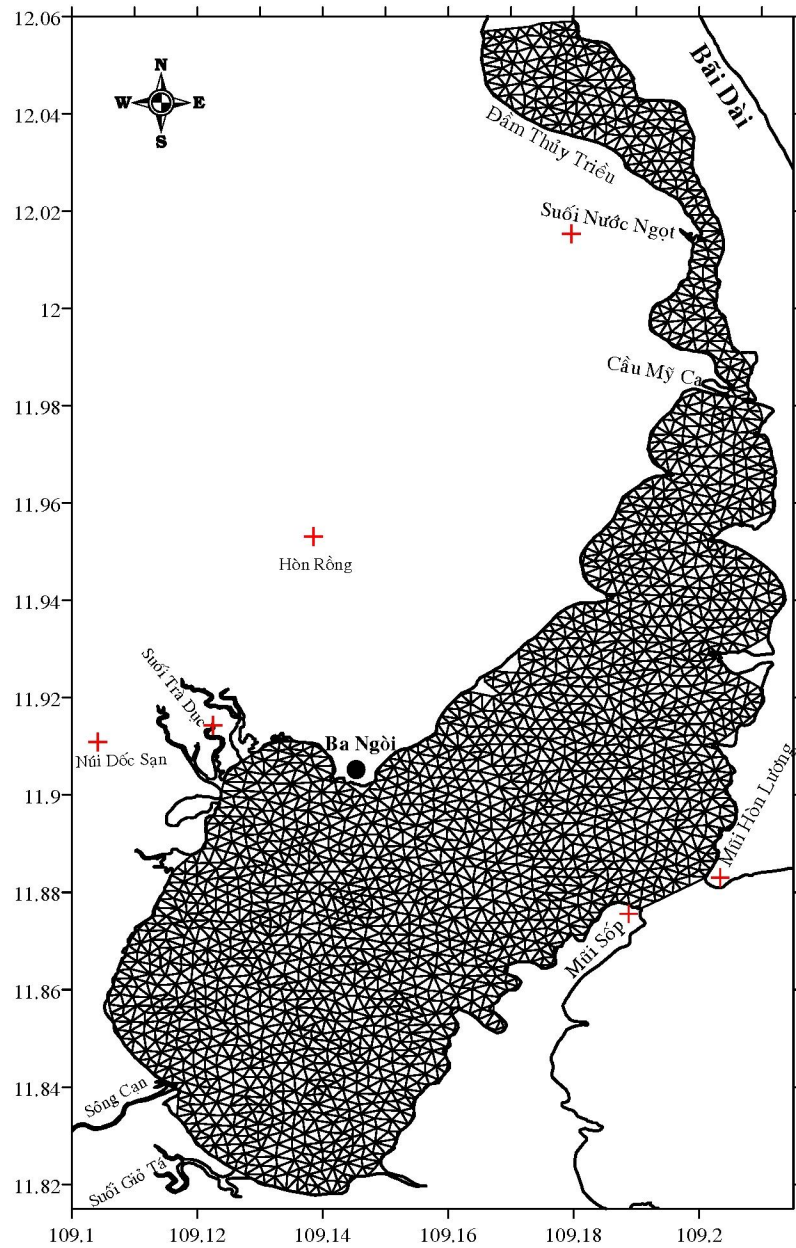 12.06
N
W E
S
Bãi Dài
12.04
Đầm Thủy Triều
12.02
Suối Nước Ngọt
12
Cầu Mỹ Ca
11.98
11.96
Hòn Rồng
11.94
Suối Trà Dục
11.92
Ba Ngòi
Núi Dốc Sạn
11.9
Mũi Hòn Lương
11.88
Mũi Sốp
11.86
11.84
Sông Cạn
11.82
Suối Giỏ Tá
109.1 109.12 109.14 109.16 109.18 109.2